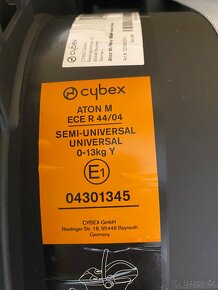 cybex
cybex
ATON M
ECE R 44/04
SEMI-UNIVERSAL
UNIVERSAL
0-13kg Y
E1
04301345
CYBEX GmbH
Riedinger Str. 18, 95448 Bayreuth
Germany